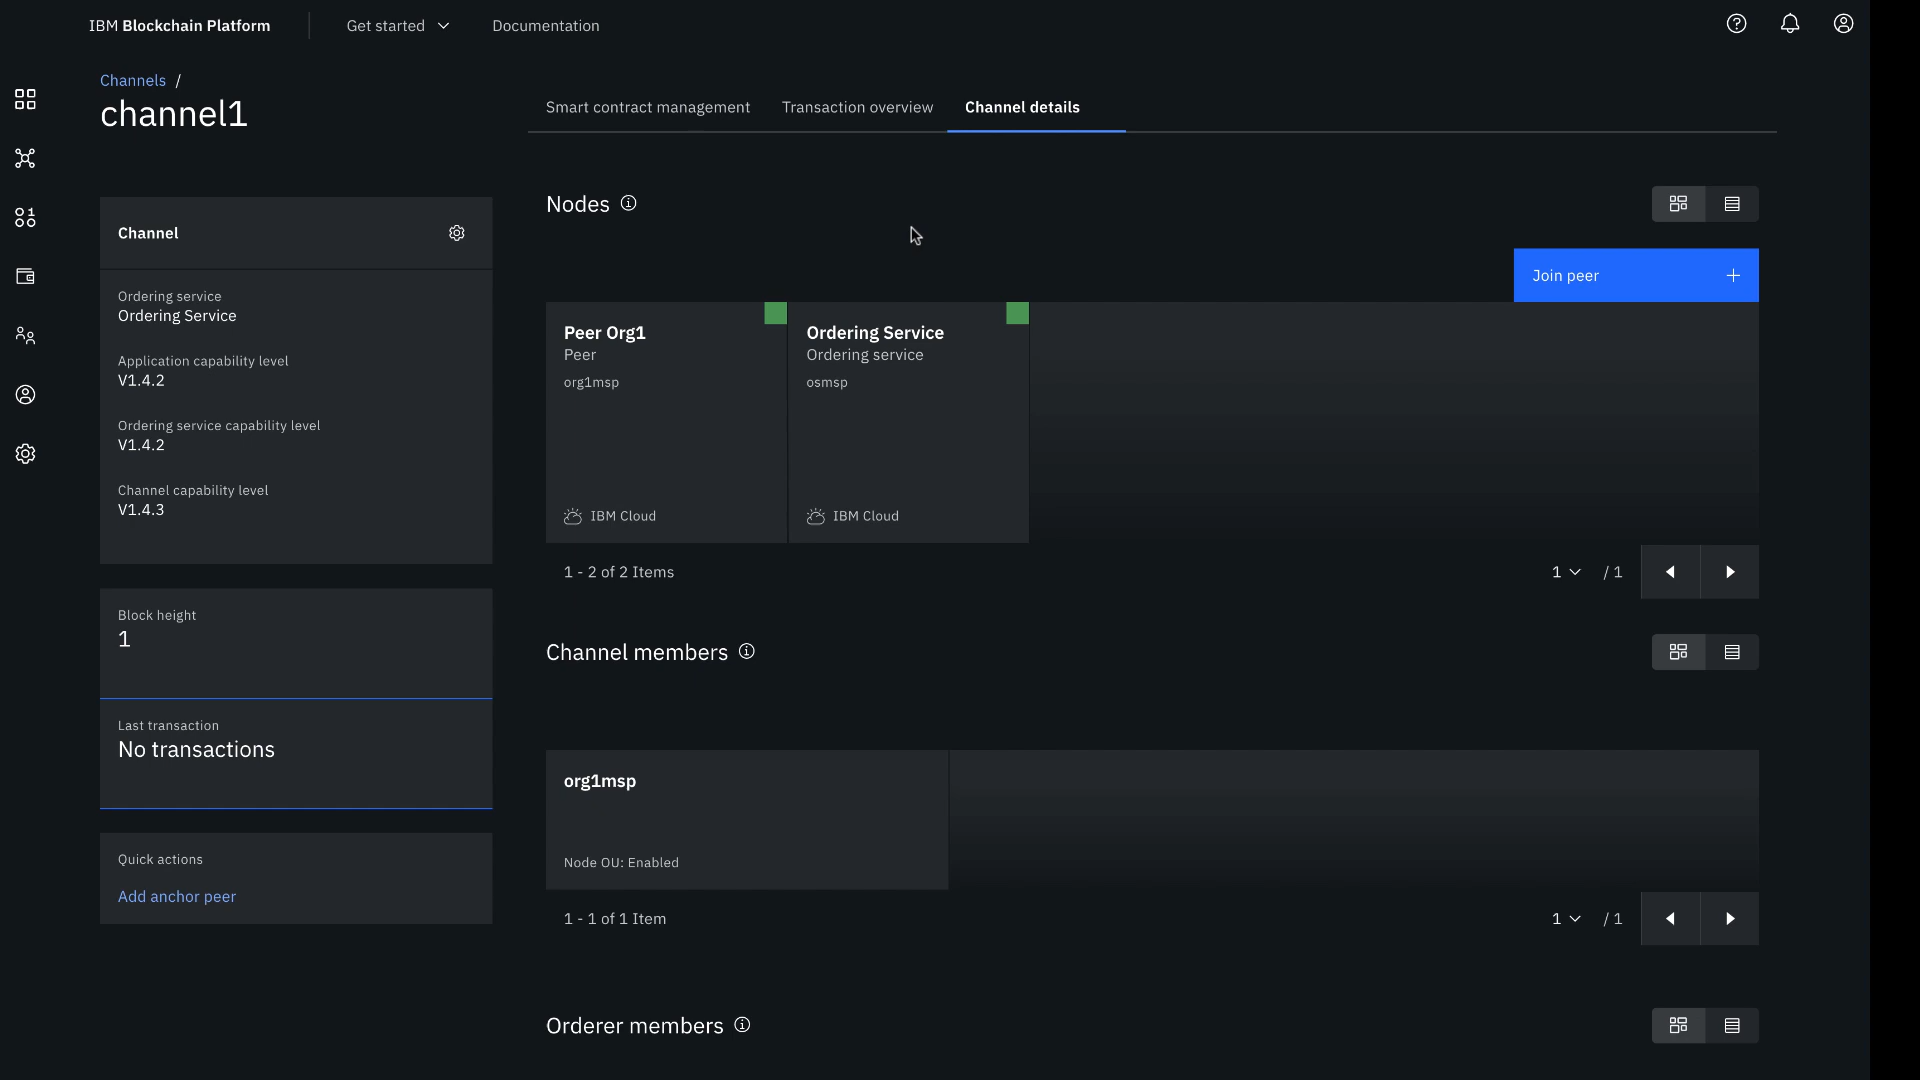 IBM Blockchain Platform
Get started
Documentation
Channels /
channel1
Smart contract management
Transaction overview
Channel details
Channel
Ordering service
Ordering Service
Application capability level
V1.4.2
Ordering service capability level
V1.4.2
Channel capability level
V1.4.3
Block height
1
Last transaction
No transactions
Quick actions
Add anchor peer
Nodes
Join peer
Peer Org1
Peer
org1msp
IBM Cloud
Ordering Service
Ordering service
osmsp
IBM Cloud
1 - 2 of 2 Items
1 / 1
Channel members
org1msp
Node OU: Enabled
1 - 1 of 1 Item
1 / 1
Orderer members